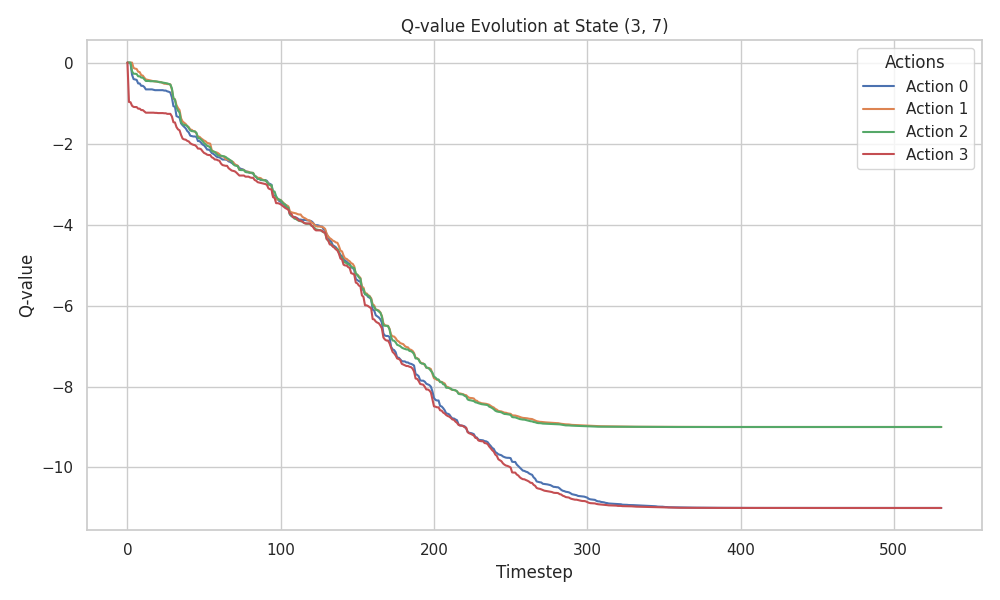 Q-value Evolution at State (3, 7)
Actions
Action 0
Action 1
Action 2
Action 3
Q-value
0
−2
−4
−6
−8
−10
0 100 200 300 400 500
Timestep